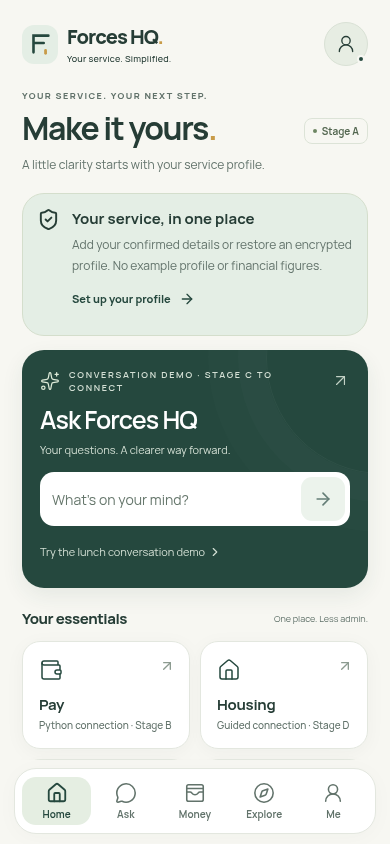 Forces HQ.
Your service. Simplified.
YOUR SERVICE. YOUR NEXT STEP.
Make it yours.
Stage A
A little clarity starts with your service profile.
Your service, in one place
Add your confirmed details or restore an encrypted
profile. No example profile or financial figures.
Set up your profile
CONVERSATION DEMO · STAGE C TO
CONNECT
Ask Forces HQ
Your questions. A clearer way forward.
What's on your mind?
Try the lunch conversation demo
Your essentials
One place. Less admin.
Pay
Python connection · Stage B
Housing
Guided connection · Stage D
Home
Ask
Money
Explore
Me